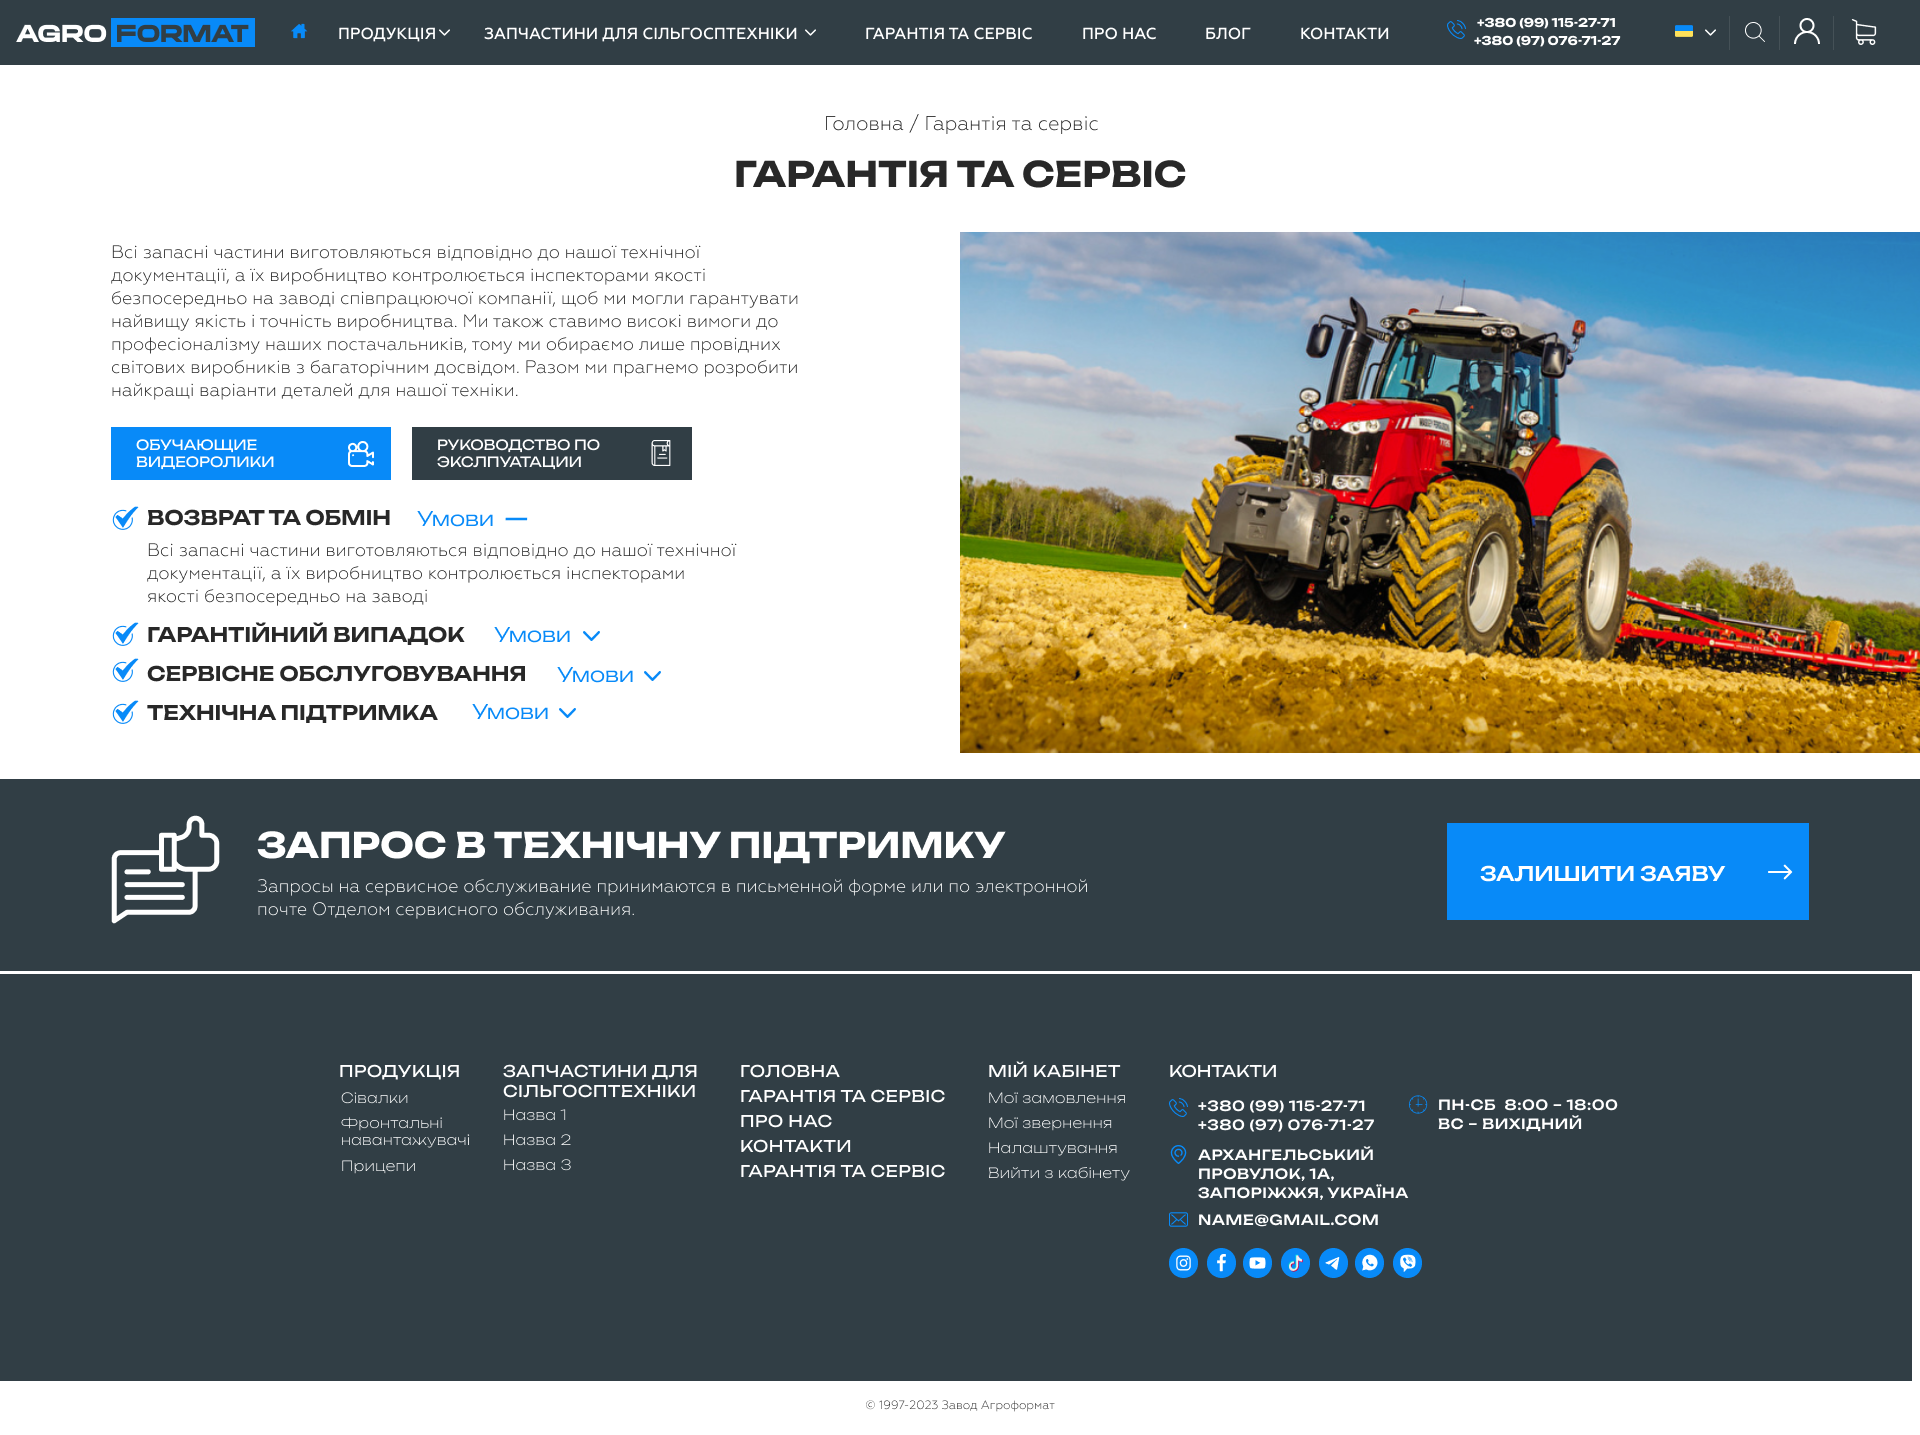 AGRO FORMAT
ПРОДУКЦІЯ
ЗАПЧАСТИНИ ДЛЯ СІЛЬГОСПТЕХНІКИ
ГАРАНТІЯ ТА СЕРВІС
ПРО НАС
БЛОГ
КОНТАКТИ
+380 (99) 115-27-71
+380 (97) 076-71-27
Головна / Гарантія та сервіс
ГАРАНТІЯ ТА СЕРВІС
Всі запасні частини виготовляються відповідно до нашої технічної
документації, а їх виробництво контролюється інспекторами якості
безпосередньо на заводі співпрацюючої компанії, щоб ми могли гарантувати
найвищу якість і точність виробництва. Ми також ставимо високі вимоги до
професіоналізму наших постачальників, тому ми обираємо лише провідних
світових виробників з багаторічним досвідом. Разом ми прагнемо розробити
найкращі варіанти деталей для нашої техніки.
ОБУЧАЮЩИЕ
ВИДЕОРОЛИКИ
РУКОВОДСТВО ПО
ЭКСЛПУАТАЦИИ
ВОЗВРАТ ТА ОБМІН Умови
Всі запасні частини виготовляються відповідно до нашої технічної
документації, а їх виробництво контролюється інспекторами
якості безпосередньо на заводі
ГАРАНТІЙНИЙ ВИПАДОК Умови
СЕРВІСНЕ ОБСЛУГОВУВАННЯ Умови
ТЕХНІЧНА ПІДТРИМКА Умови
ЗАПРОС В ТЕХНІЧНУ ПІДТРИМКУ
Запросы на сервисное обслуживание принимаются в письменной форме или по электронной
почте Отделом сервисного обслуживания.
ЗАЛИШИТИ ЗАЯВУ
ПРОДУКЦІЯ
Сівалки
Фронтальні
навантажувачі
Прицепи
ЗАПЧАСТИНИ ДЛЯ
СІЛЬГОСПТЕХНІКИ
Назва 1
Назва 2
Назва 3
ГОЛОВНА
ГАРАНТІЯ ТА СЕРВІС
ПРО НАС
КОНТАКТИ
ГАРАНТІЯ ТА СЕРВІС
МІЙ КАБІНЕТ
Мої замовлення
Мої звернення
Налаштування
Вийти з кабінету
КОНТАКТИ
+380 (99) 115-27-71
+380 (97) 076-71-27
АРХАНГЕЛЬСЬКИЙ
ПРОВУЛОК, 1А,
ЗАПОРІЖЖЯ, УКРАЇНА
NAME@GMAIL.COM
ПН-СБ 8:00 – 18:00
ВС – ВИХІДНИЙ
© 1997-2023 Завод Агроформат